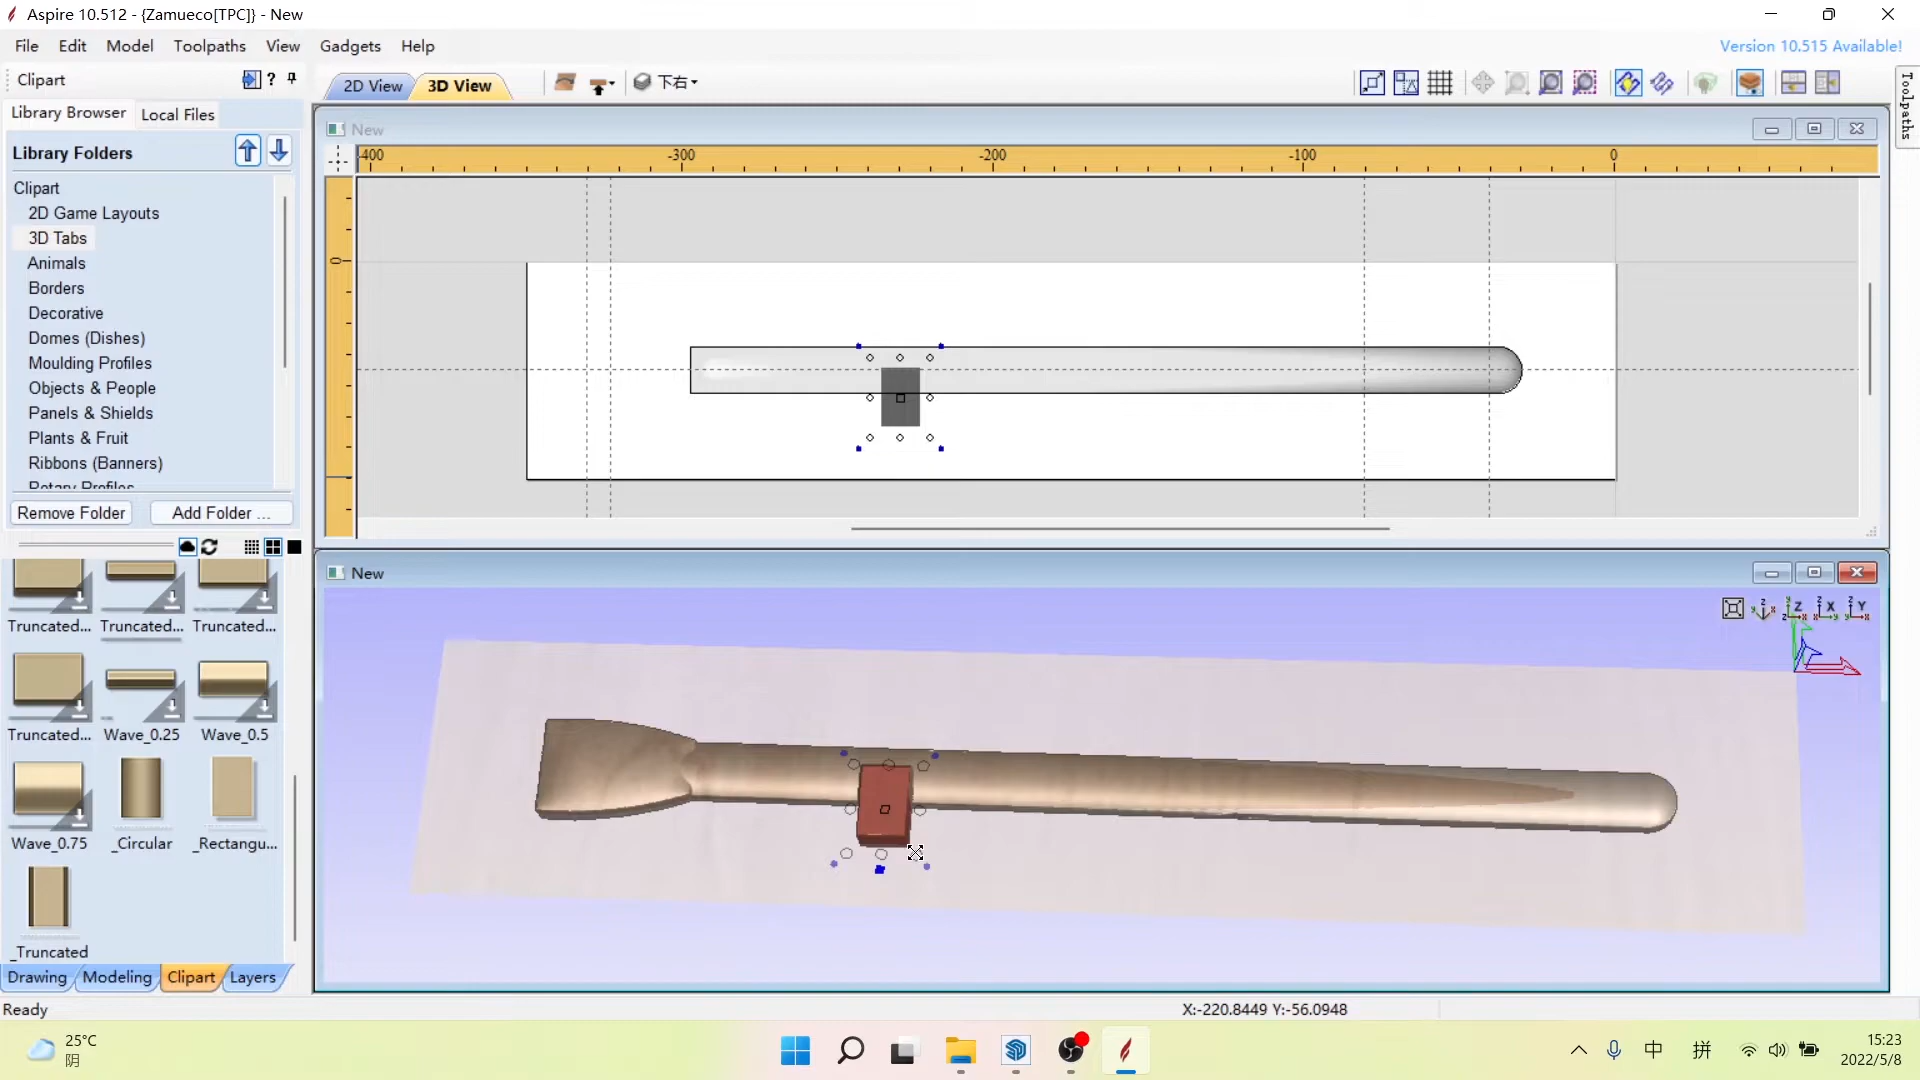 Aspire 10.512 - {Zamueco[TPC]} - New
File Edit Model Toolpaths View Gadgets Help
Version 10.515 Available!
Clipart
?
2D View 3D View
下右
Toolpaths
Library Browser Local Files
Library Folders
Clipart
2D Game Layouts
3D Tabs
Animals
Borders
Decorative
Domes (Dishes)
Moulding Profiles
Objects & People
Panels & Shields
Plants & Fruit
Ribbons (Banners)
Rotary Profiles
Remove Folder Add Folder ...
Truncated... Truncated... Truncated...
Truncated... Wave_0.25 Wave_0.5
Wave_0.75 _Circular _Rectangu...
_Truncated
Drawing Modeling Clipart Layers
New
-400 -300 -200 -100 0
0
New
Ready
X:-220.8449 Y:-56.0948
25°C
阴
中
拼
15:23
2022/5/8